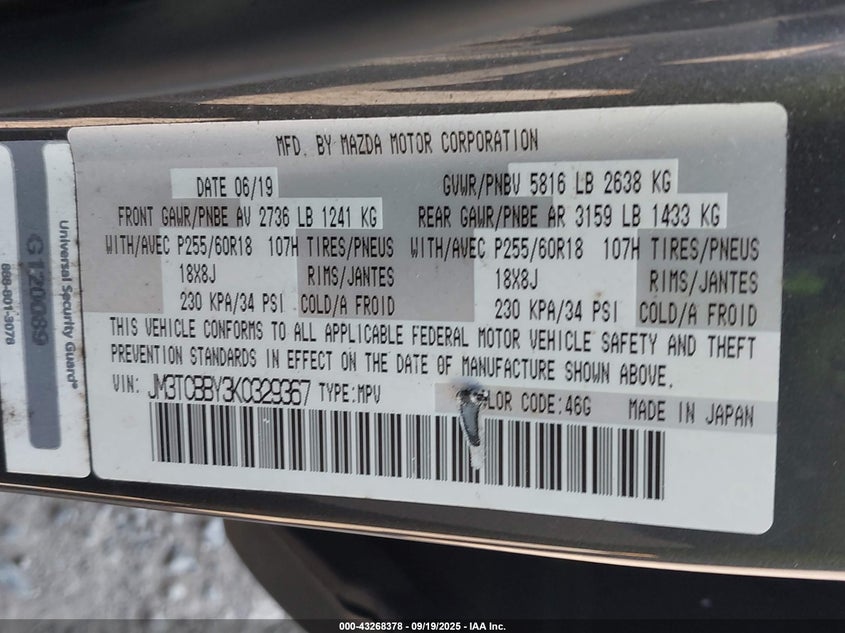 MFD. BY MAZDA MOTOR CORPORATION
DATE 06/19 GVWR/PNBV 5816 LB 2638 KG
FRONT GAWR/PNBE AV 2736 LB 1241 KG REAR GAWR/PNBE AR 3159 LB 1433 KG
WITH/AVEC P255/60R18 107H TIRES/PNEUS WITH/AVEC P255/60R18 107H TIRES/PNEUS
18X8J RIMS/JANTES 18X8J RIMS/JANTES
230 KPA/34 PSI COLD/A FROID 230 KPA/34 PSI COLD/A FROID
THIS VEHICLE CONFORMS TO ALL APPLICABLE FEDERAL MOTOR VEHICLE SAFETY AND THEFT
PREVENTION STANDARDS IN EFFECT ON THE DATE OF MANUFACTURE SHOWN ABOVE.
VIN: JM3TCBBY3K0329367 TYPE:MPV LOR CODE:46G MADE IN JAPAN
Universal Security Guard®
G120089
888-801-3078
000-43268378 - 09/19/2025 - IAA Inc.